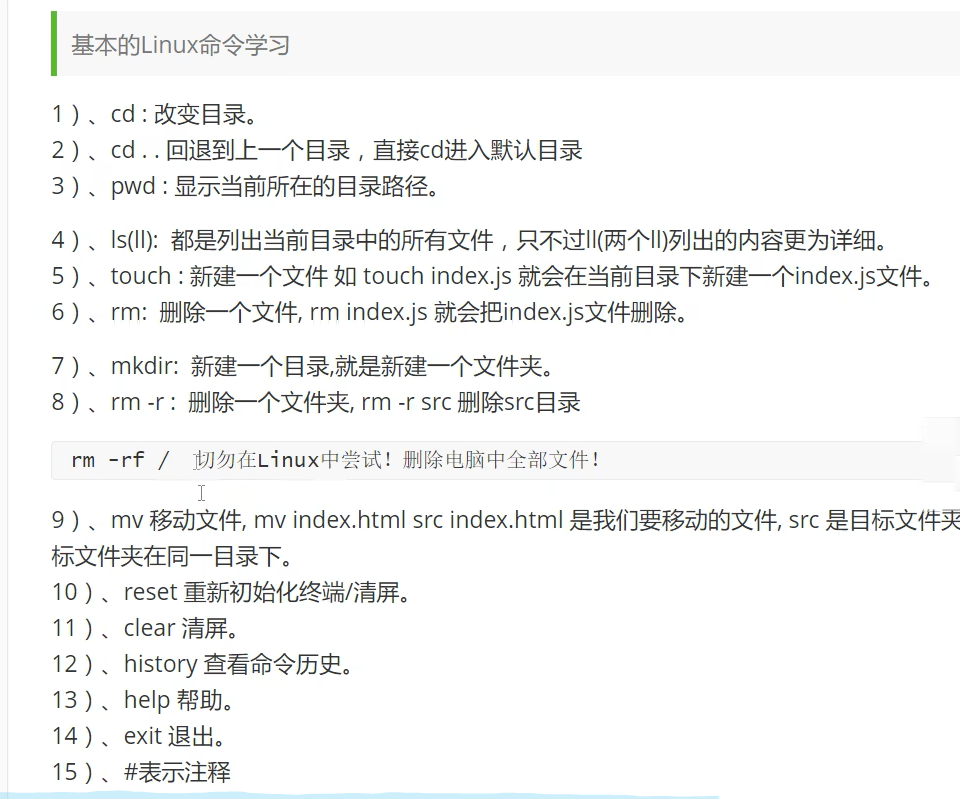 基本的Linux命令学习
1）、cd : 改变目录。
2）、cd . . 回退到上一个目录，直接cd进入默认目录
3）、pwd : 显示当前所在的目录路径。
4）、ls(ll): 都是列出当前目录中的所有文件，只不过ll(两个ll)列出的内容更为详细。
5）、touch : 新建一个文件 如 touch index.js 就会在当前目录下新建一个index.js文件。
6）、rm: 删除一个文件, rm index.js 就会把index.js文件删除。
7）、mkdir: 新建一个目录,就是新建一个文件夹。
8）、rm -r : 删除一个文件夹, rm -r src 删除src目录
rm -rf / 切勿在Linux中尝试！删除电脑中全部文件！
9）、mv 移动文件, mv index.html src index.html 是我们要移动的文件, src 是目标文件夹
标文件夹在同一目录下。
10）、reset 重新初始化终端/清屏。
11）、clear 清屏。
12）、history 查看命令历史。
13）、help 帮助。
14）、exit 退出。
15）、#表示注释